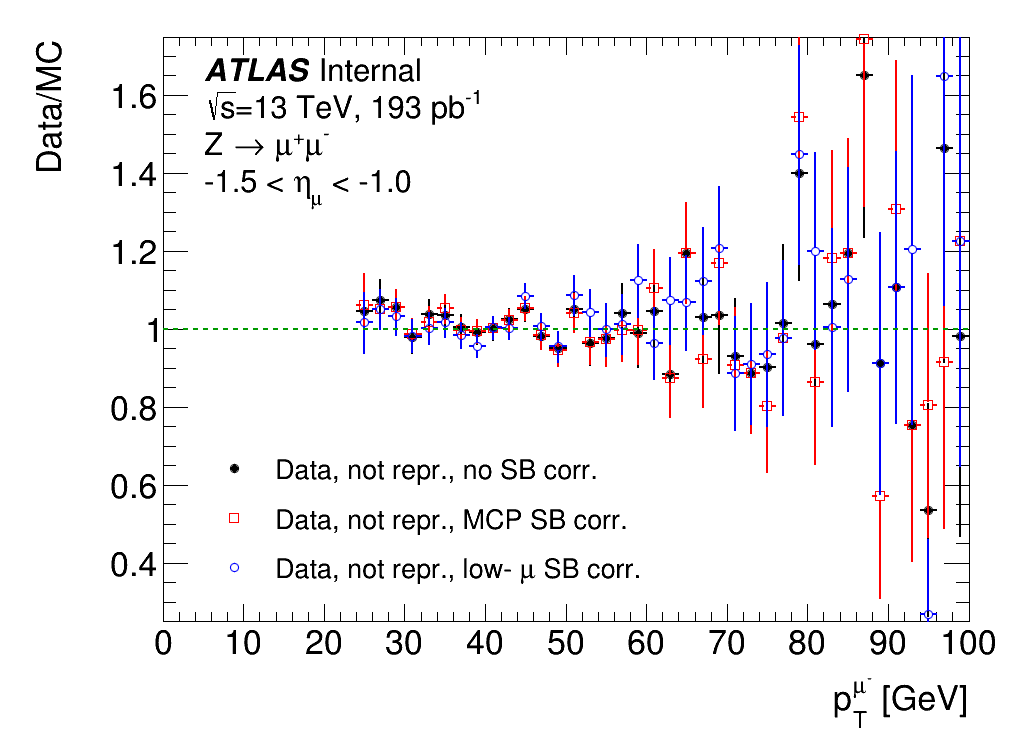 Data/MC
ATLAS Internal
√s=13 TeV, 193 pb⁻¹
Z → μ⁺μ⁻
-1.5 < η_μ < -1.0
1.6
1.4
1.2
1
0.8
0.6
0.4
Data, not repr., no SB corr.
Data, not repr., MCP SB corr.
Data, not repr., low- μ SB corr.
0 10 20 30 40 50 60 70 80 90 100
p_T^μ⁻ [GeV]